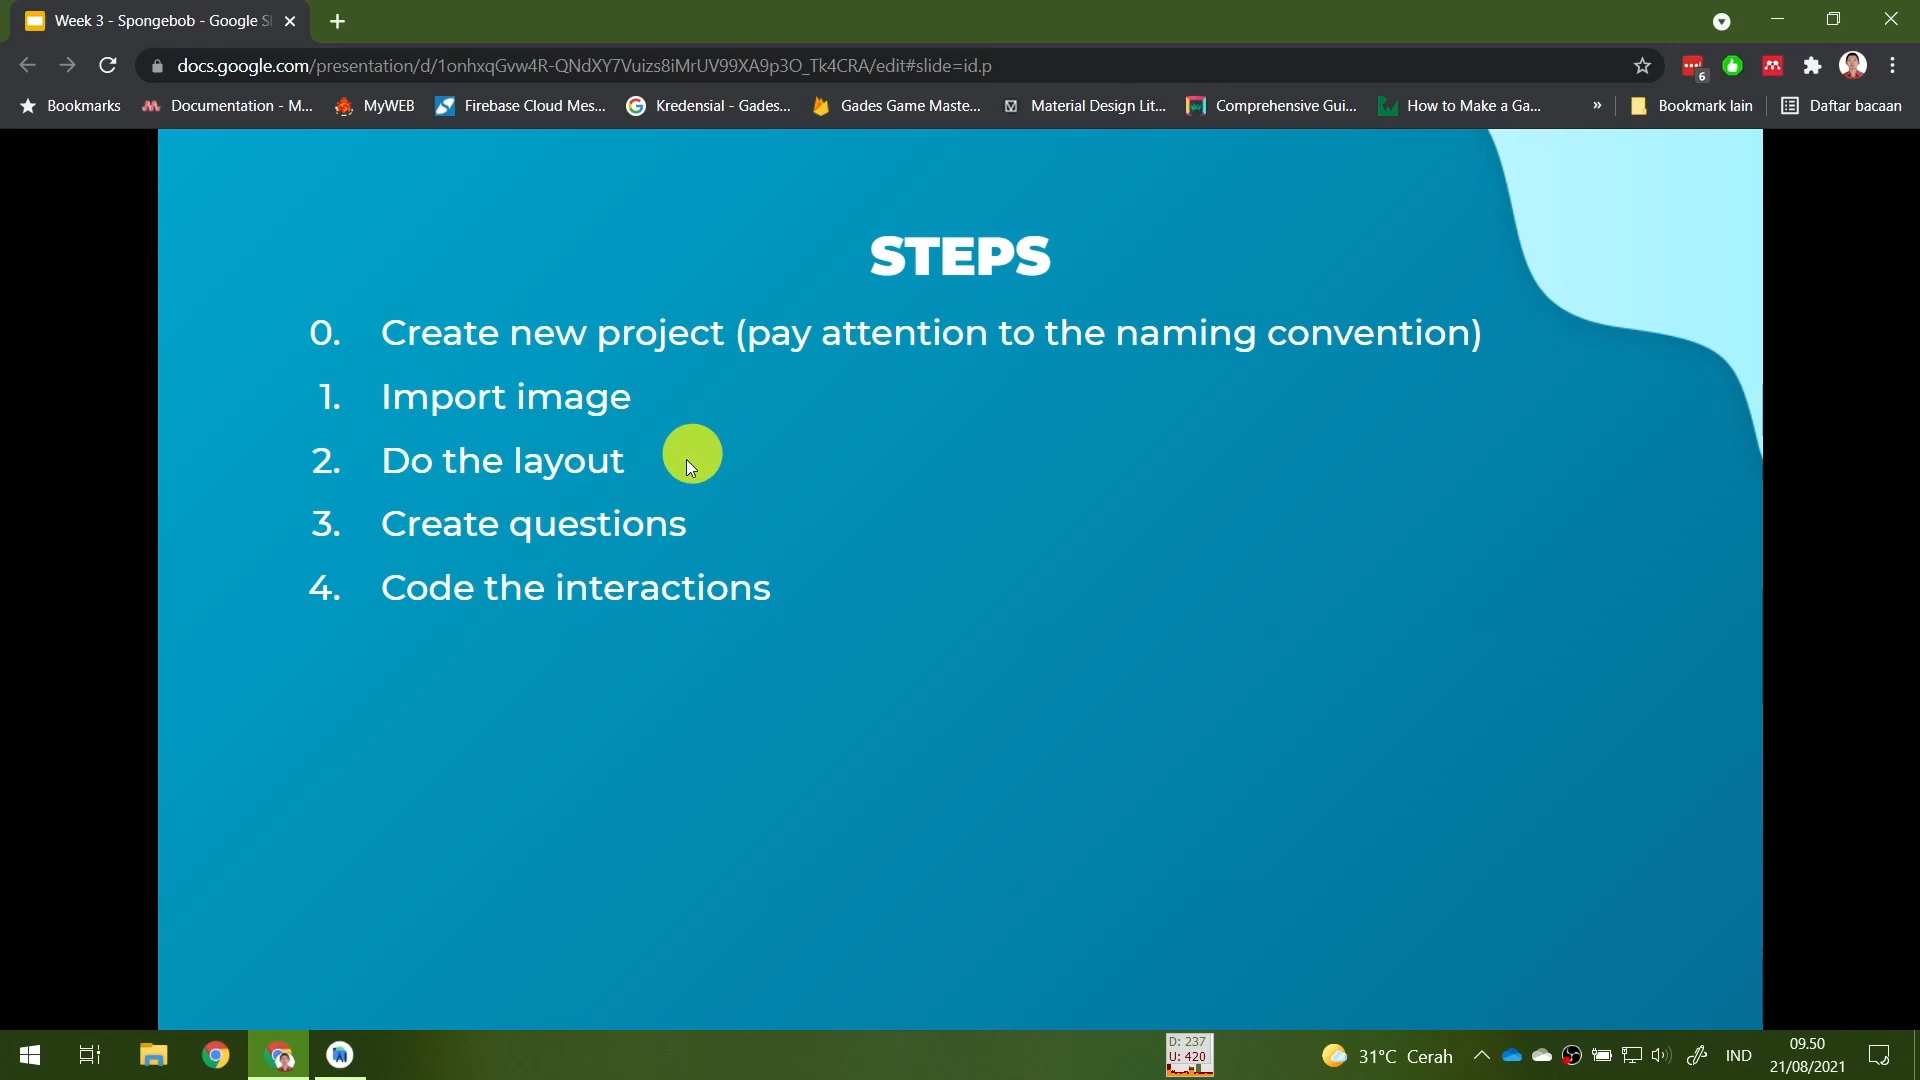 Week 3 - Spongebob - Google Sl
docs.google.com/presentation/d/1onhxqGvw4R-QNdXY7Vuizs8iMrUV99XA9p3O_Tk4CRA/edit#slide=id.p
6
Bookmarks Documentation - M... MyWEB Firebase Cloud Mes... Kredensial - Gades... Gades Game Maste... Material Design Lit... Comprehensive Gui... How to Make a Ga... » Bookmark lain Daftar bacaan
STEPS
0. Create new project (pay attention to the naming convention)
1. Import image
2. Do the layout
3. Create questions
4. Code the interactions
D: 237
U: 420
31°C Cerah
IND
09.50
21/08/2021